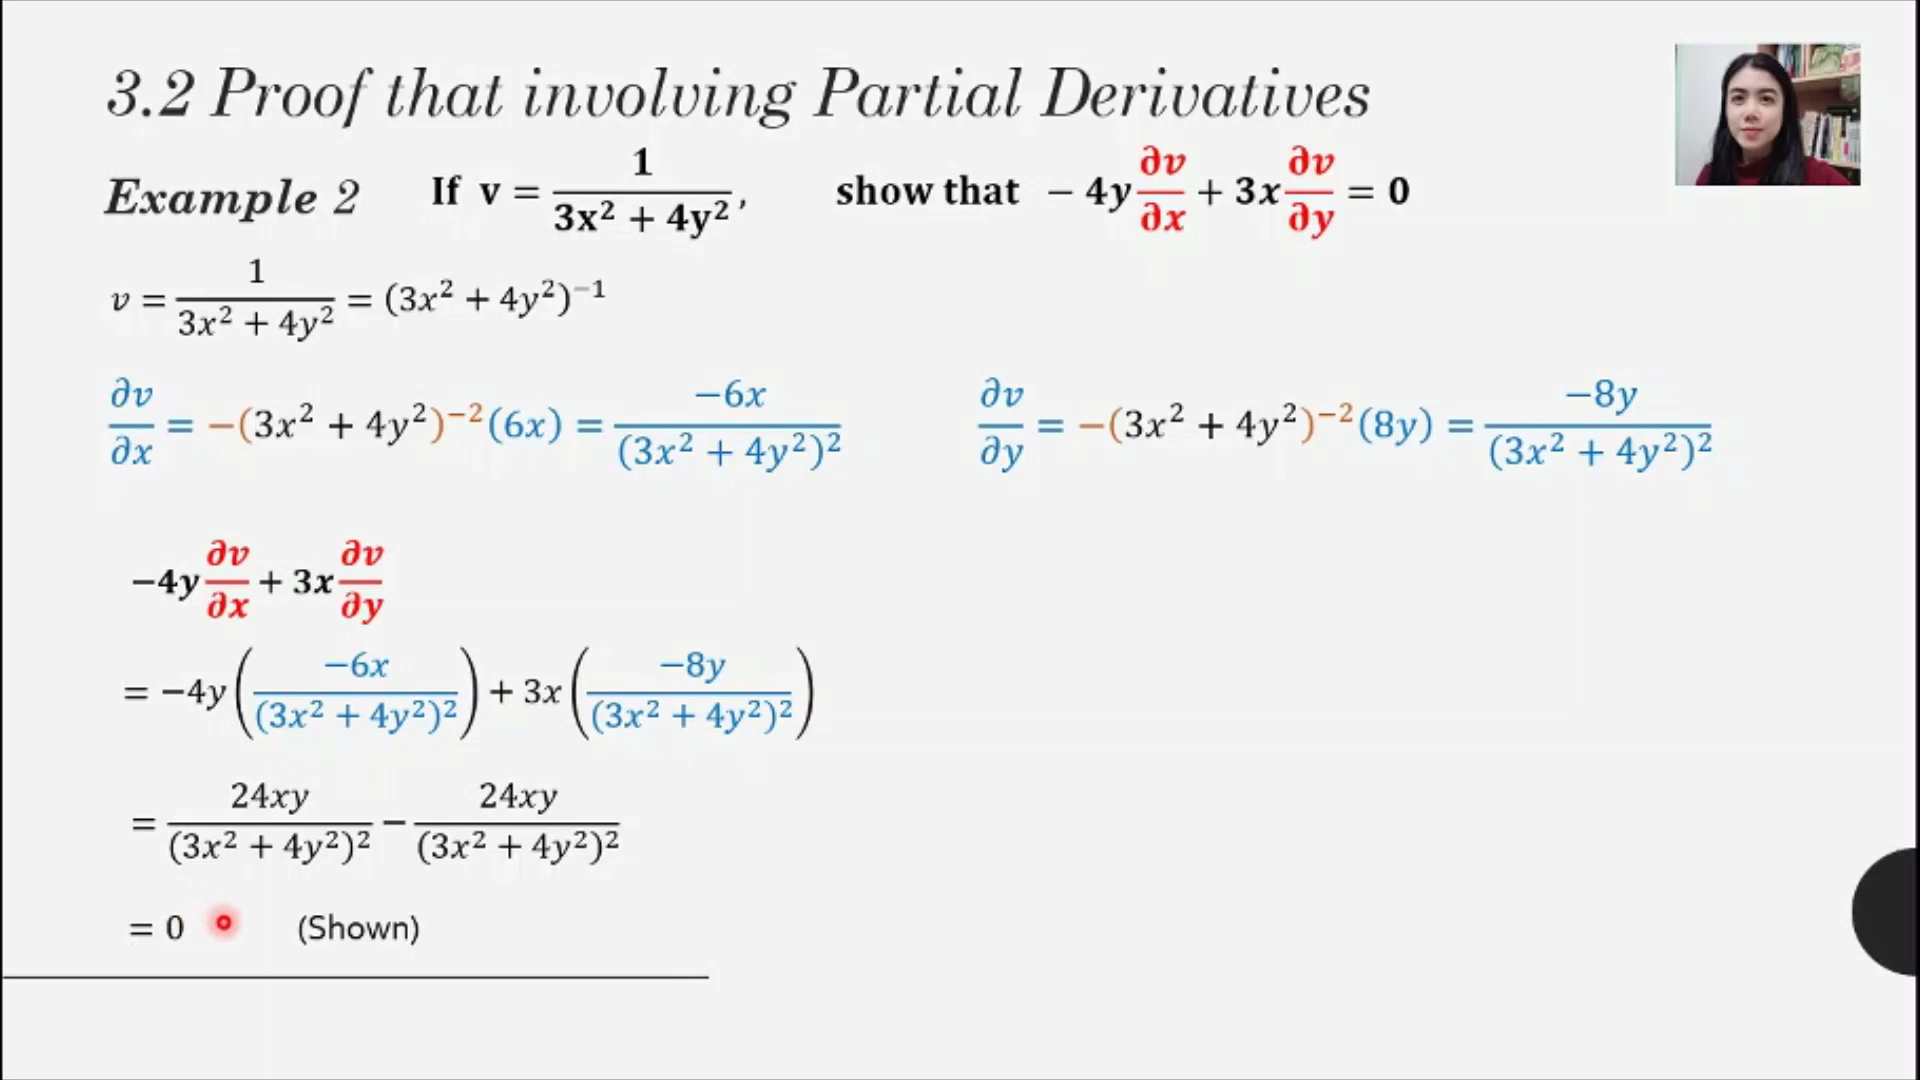 3.2 Proof that involving Partial Derivatives
Example 2 If v = 1/(3x² + 4y²), show that − 4y ∂v/∂x + 3x ∂v/∂y = 0
v = 1/(3x² + 4y²) = (3x² + 4y²)⁻¹
∂v/∂x = −(3x² + 4y²)⁻²(6x) = −6x/(3x² + 4y²)² ∂v/∂y = −(3x² + 4y²)⁻²(8y) = −8y/(3x² + 4y²)²
−4y ∂v/∂x + 3x ∂v/∂y
= −4y(−6x/(3x² + 4y²)²) + 3x(−8y/(3x² + 4y²)²)
= 24xy/(3x² + 4y²)² − 24xy/(3x² + 4y²)²
= 0 (Shown)